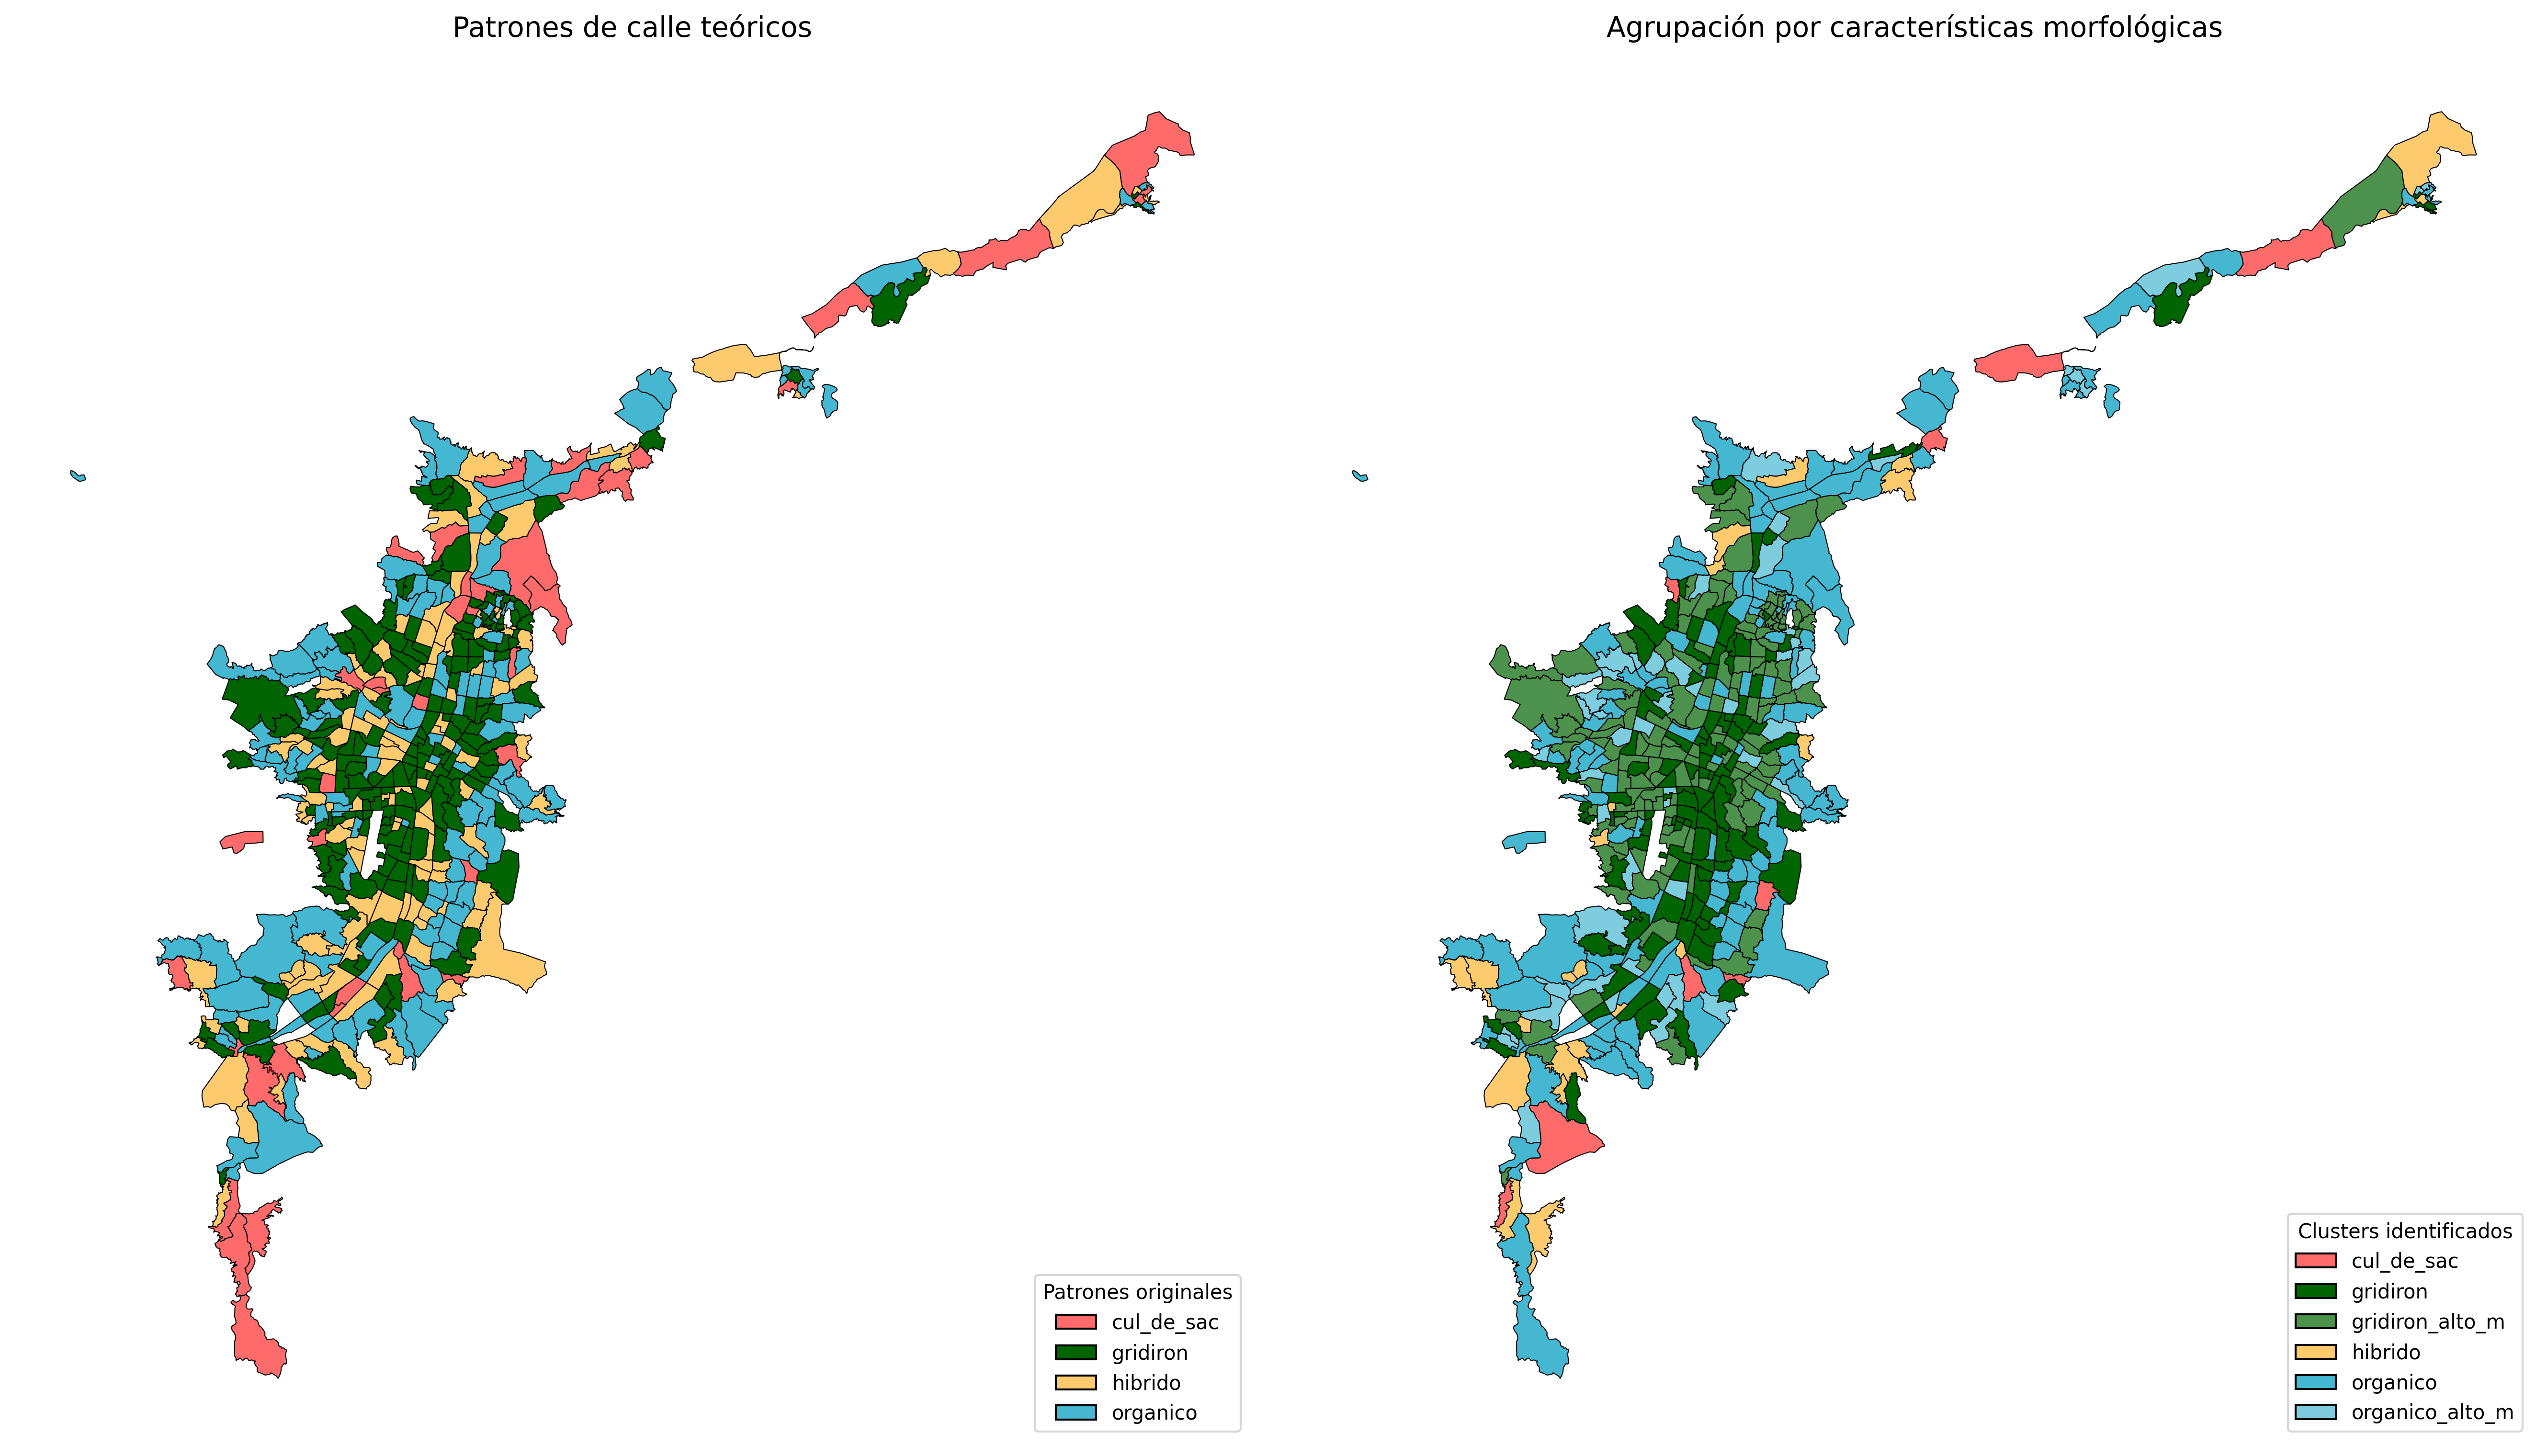 Patrones de calle teóricos
Agrupación por características morfológicas
Patrones originales
cul_de_sac
gridiron
hibrido
organico
Clusters identificados
cul_de_sac
gridiron
gridiron_alto_m
hibrido
organico
organico_alto_m